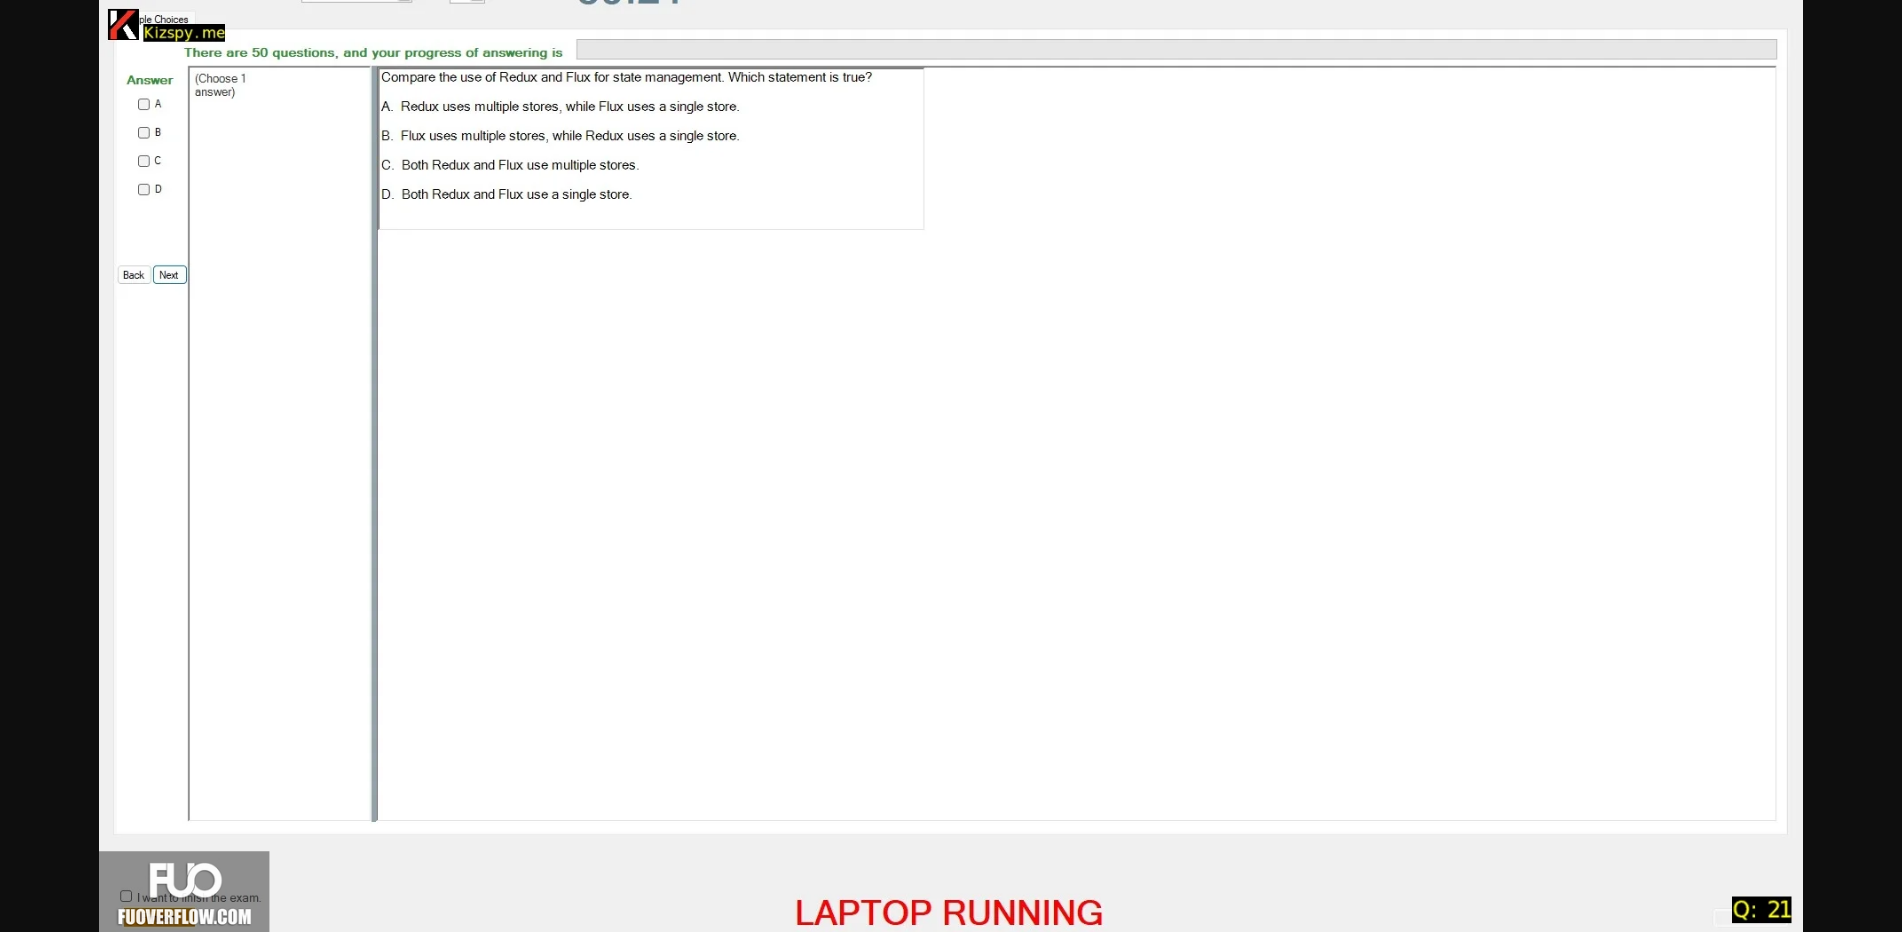 ple Choices
Kizspy.me
There are 50 questions, and your progress of answering is
Answer
(Choose 1
answer)
A
B
C
D
Back
Next
Compare the use of Redux and Flux for state management. Which statement is true?
A. Redux uses multiple stores, while Flux uses a single store.
B. Flux uses multiple stores, while Redux uses a single store.
C. Both Redux and Flux use multiple stores.
D. Both Redux and Flux use a single store.
FUO
I want to finish the exam.
FUOVERFLOW.COM
LAPTOP RUNNING
Q: 21